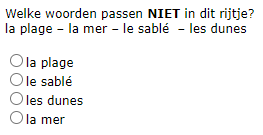 Welke woorden passen NIET in dit rijtje?
la plage – la mer – le sablé – les dunes
la plage
le sablé
les dunes
la mer